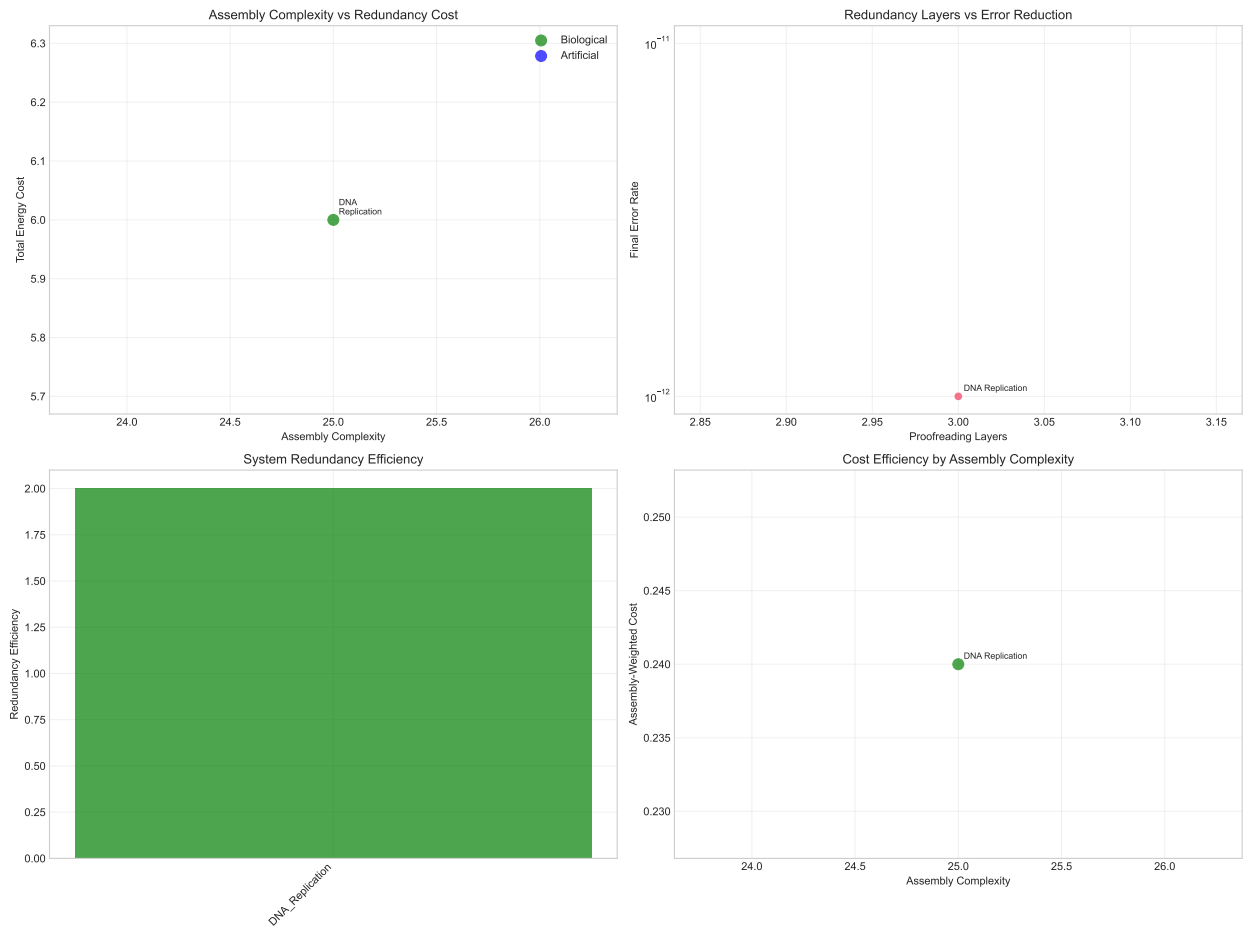 Assembly Complexity vs Redundancy Cost
Total Energy Cost
6.3
6.2
6.1
6.0
5.9
5.8
5.7
Biological
Artificial
DNA
Replication
24.0 24.5 25.0 25.5 26.0
Assembly Complexity
Redundancy Layers vs Error Reduction
Final Error Rate
10⁻¹¹
10⁻¹²
DNA Replication
2.85 2.90 2.95 3.00 3.05 3.10 3.15
Proofreading Layers
System Redundancy Efficiency
Redundancy Efficiency
2.00
1.75
1.50
1.25
1.00
0.75
0.50
0.25
0.00
DNA_Replication
Cost Efficiency by Assembly Complexity
Assembly-Weighted Cost
0.250
0.245
0.240
0.235
0.230
DNA Replication
24.0 24.5 25.0 25.5 26.0
Assembly Complexity